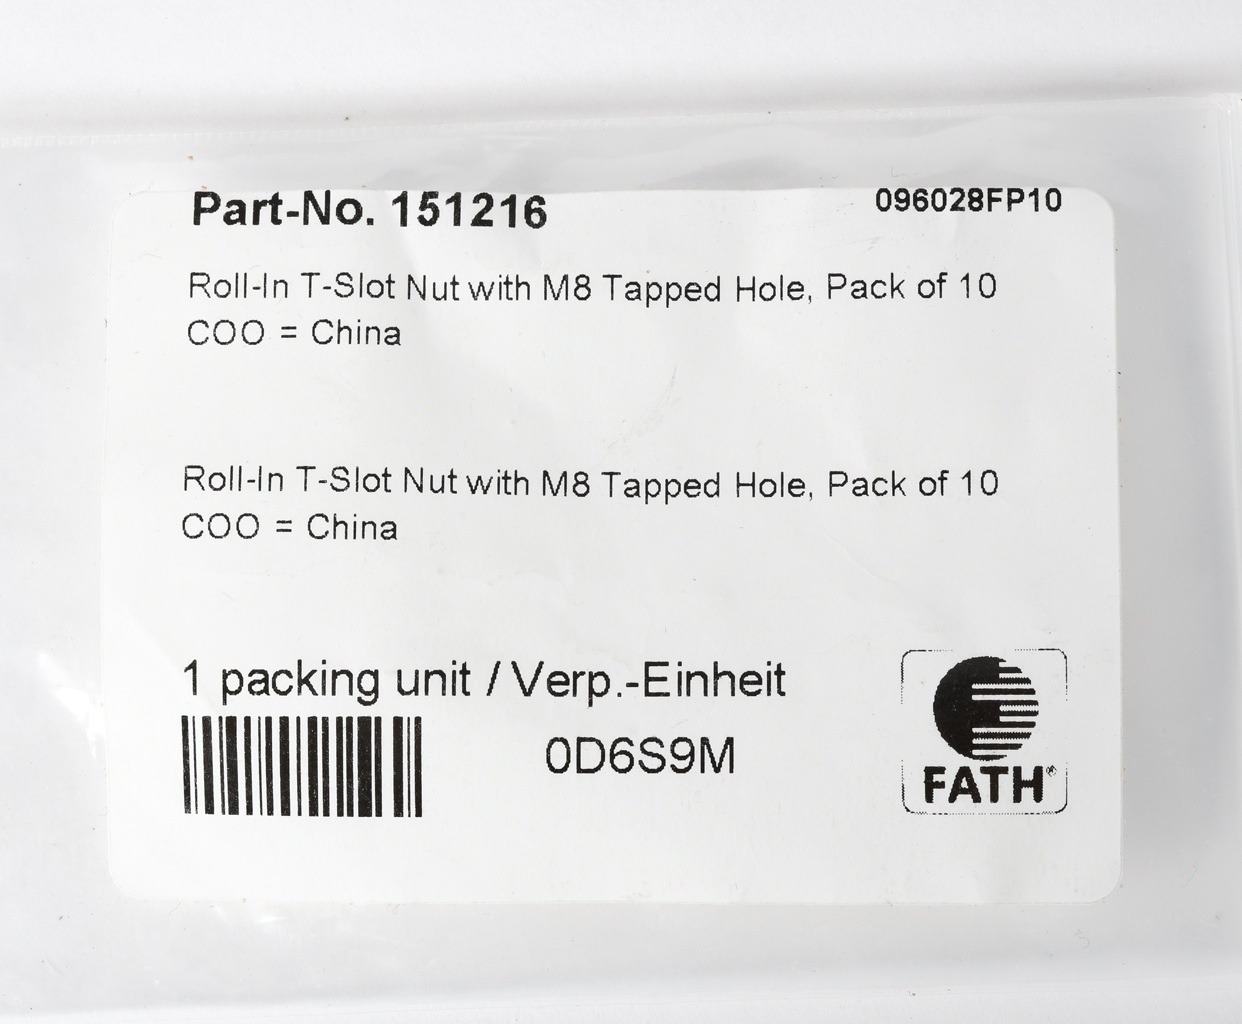 Part-No. 151216
096028FP10
Roll-In T-Slot Nut with M8 Tapped Hole, Pack of 10
COO = China
Roll-In T-Slot Nut with M8 Tapped Hole, Pack of 10
COO = China
1 packing unit / Verp.-Einheit
0D6S9M
FATH®